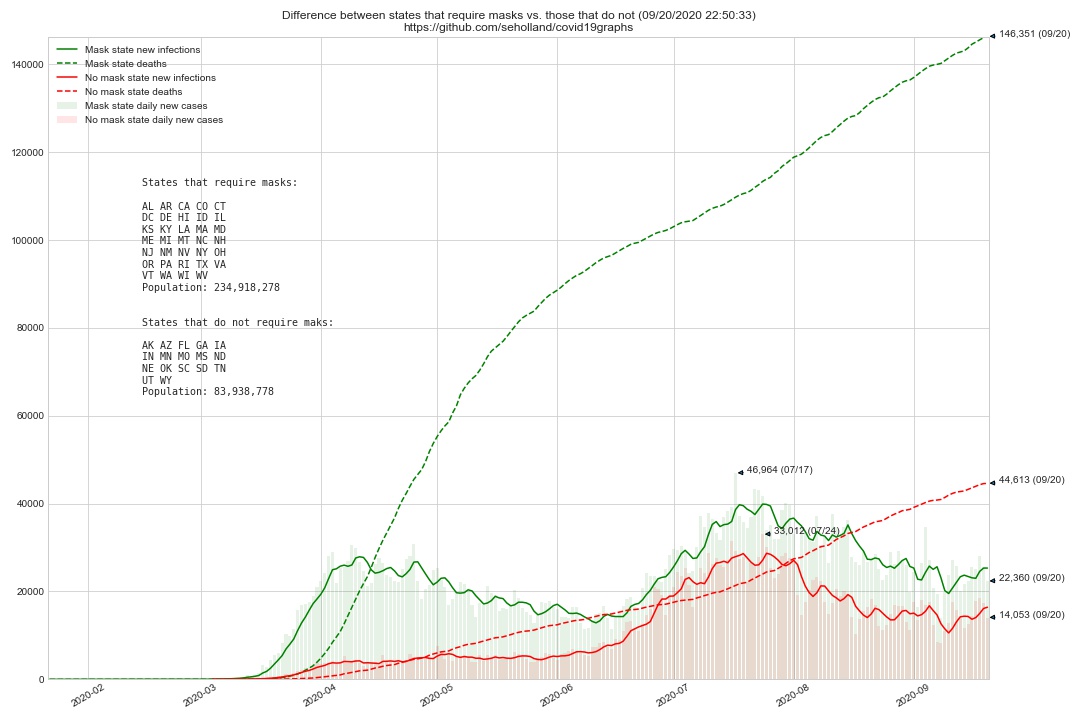 Difference between states that require masks vs. those that do not (09/20/2020 22:50:33)
https://github.com/seholland/covid19graphs
Mask state new infections
Mask state deaths
No mask state new infections
No mask state deaths
Mask state daily new cases
No mask state daily new cases
States that require masks:
AL AR CA CO CT
DC DE HI ID IL
KS KY LA MA MD
ME MI MT NC NH
NJ NM NV NY OH
OR PA RI TX VA
VT WA WI WV
Population: 234,918,278
States that do not require maks:
AK AZ FL GA IA
IN MN MO MS ND
NE OK SC SD TN
UT WY
Population: 83,938,778
146,351 (09/20)
46,964 (07/17)
44,613 (09/20)
33,012 (07/24)
22,360 (09/20)
14,053 (09/20)
140000
120000
100000
80000
60000
40000
20000
0
2020-02
2020-03
2020-04
2020-05
2020-06
2020-07
2020-08
2020-09